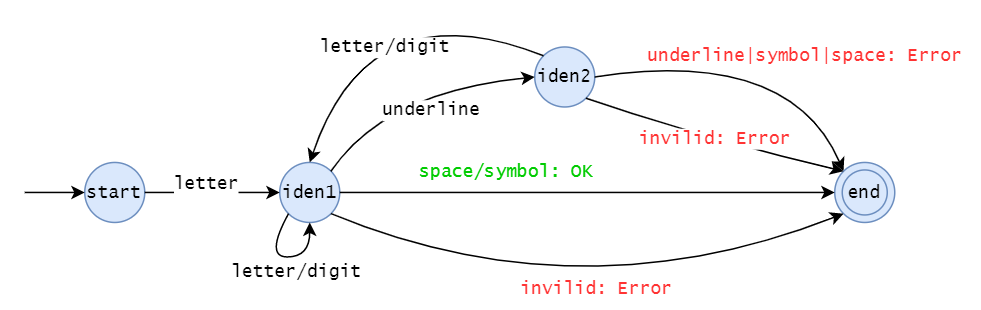 letter/digit
underline|symbol|space: Error
iden2
underline
invilid: Error
space/symbol: OK
start
letter
iden1
end
letter/digit
invilid: Error